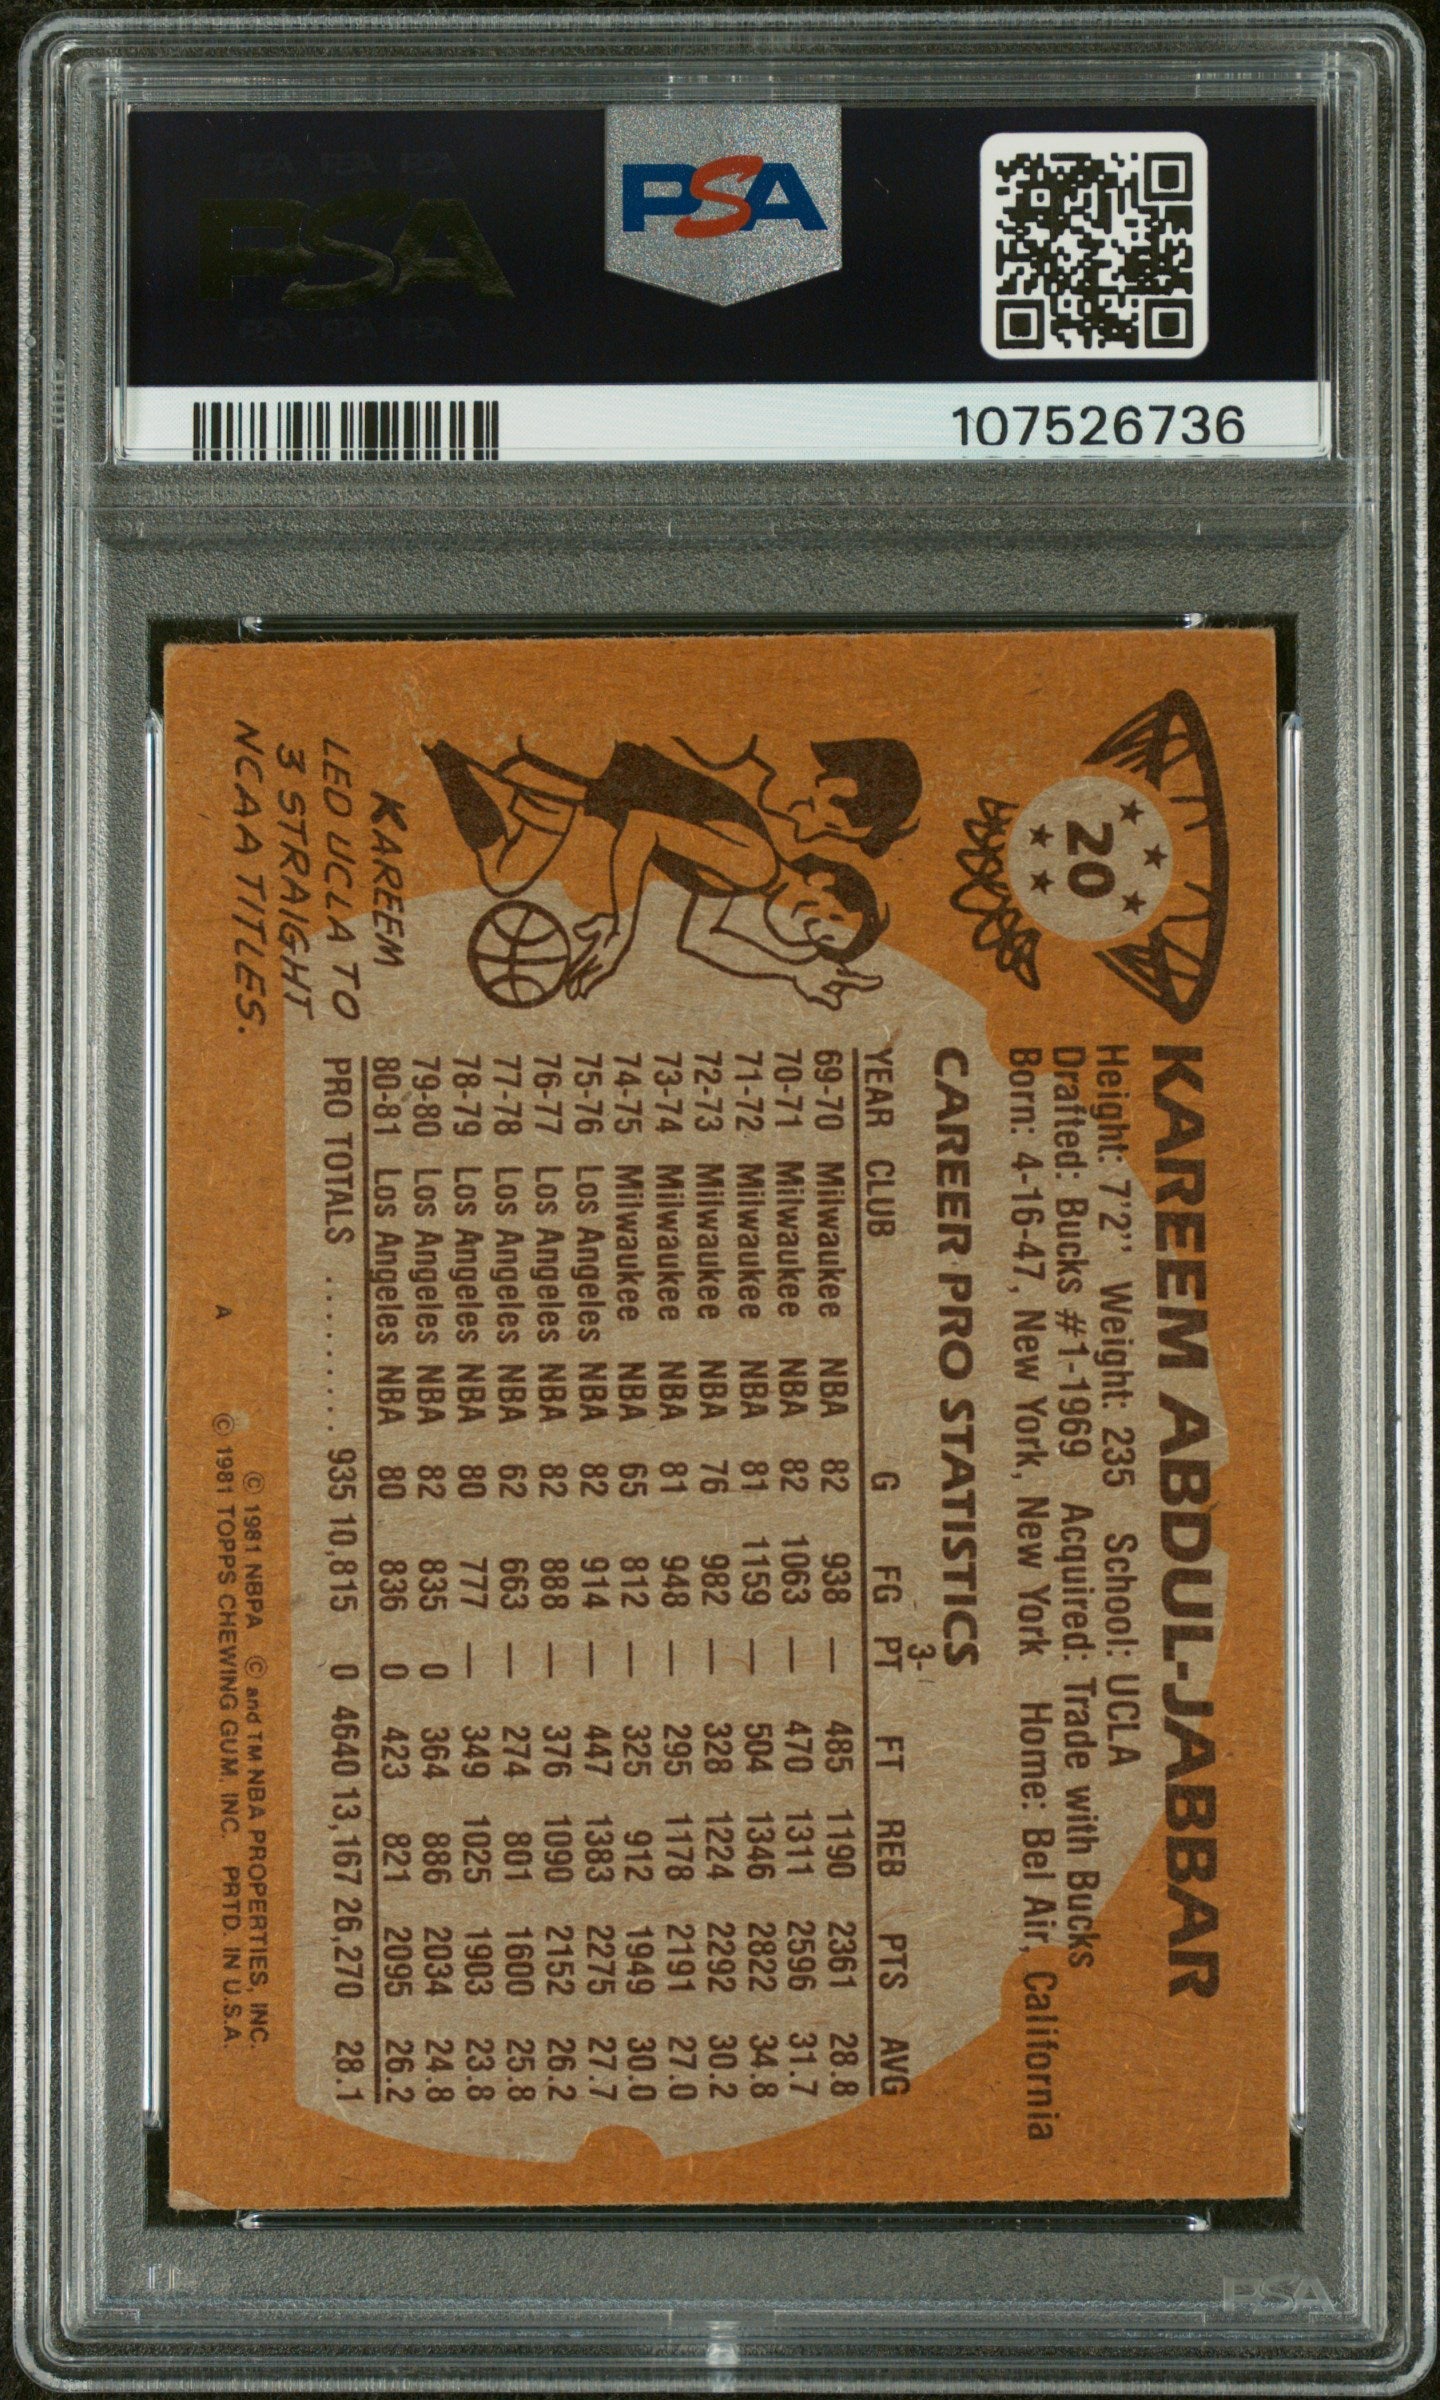 PSA PSA PSA
PSA
PSA PSA PSA
PSA
107526736
20
KAREEM ABDUL-JABBAR
Height: 7'2" Weight: 235 School: UCLA
Drafted: Bucks #1-1969 Acquired: Trade with Bucks
Born: 4-16-47, New York, New York Home: Bel Air, California
CAREER PRO STATISTICS
YEAR CLUB G FG 3-PT FT REB PTS AVG
69-70 Milwaukee NBA 82 938 — 485 1190 2361 28.8
70-71 Milwaukee NBA 82 1063 — 470 1311 2596 31.7
71-72 Milwaukee NBA 81 1159 — 504 1346 2822 34.8
72-73 Milwaukee NBA 76 982 — 328 1224 2292 30.2
73-74 Milwaukee NBA 81 948 — 295 1178 2191 27.0
74-75 Milwaukee NBA 65 812 — 325 912 1949 30.0
75-76 Los Angeles NBA 82 914 — 447 1383 2275 27.7
76-77 Los Angeles NBA 82 888 — 376 1090 2152 26.2
77-78 Los Angeles NBA 62 663 — 274 801 1600 25.8
78-79 Los Angeles NBA 80 777 — 349 1025 1903 23.8
79-80 Los Angeles NBA 82 835 0 364 886 2034 24.8
80-81 Los Angeles NBA 80 836 0 423 821 2095 26.2
PRO TOTALS ........ 935 10,815 0 4640 13,167 26,270 28.1
KAREEM
LED UCLA TO
3 STRAIGHT
NCAA TITLES.
© 1981 NBPA © and TM NBA PROPERTIES, INC.
A © 1981 TOPPS CHEWING GUM, INC. PRTD. IN U.S.A.
PSA